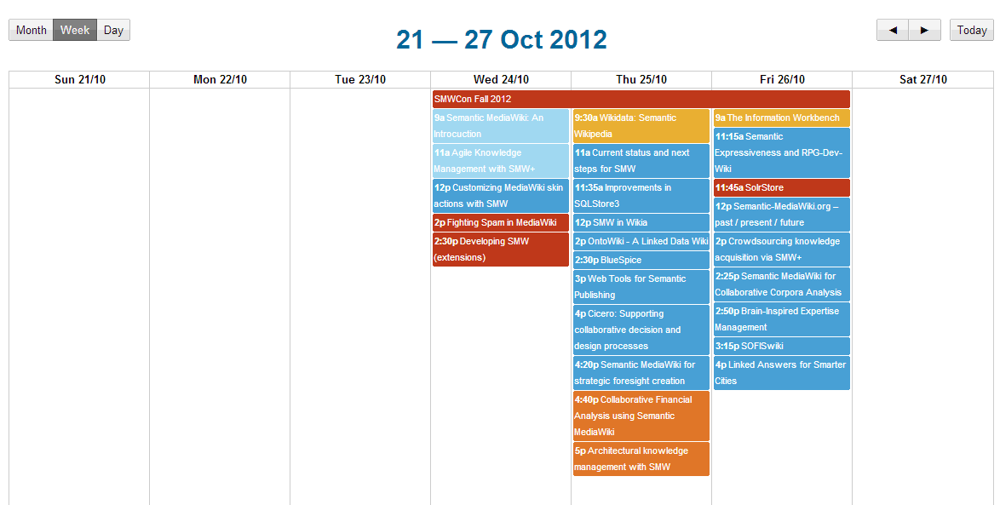 Month Week Day
21 — 27 Oct 2012
◄ ► Today
Sun 21/10
Mon 22/10
Tue 23/10
Wed 24/10
Thu 25/10
Fri 26/10
Sat 27/10
SMWCon Fall 2012
9a Semantic MediaWiki: An
Introcuction
11a Agile Knowledge
Management with SMW+
12p Customizing MediaWiki skin
actions with SMW
2p Fighting Spam in MediaWiki
2:30p Developing SMW
(extensions)
9:30a Wikidata: Semantic
Wikipedia
11a Current status and next
steps for SMW
11:35a Improvements in
SQLStore3
12p SMW in Wikia
2p OntoWiki - A Linked Data Wiki
2:30p BlueSpice
3p Web Tools for Semantic
Publishing
4p Cicero: Supporting
collaborative decision and
design processes
4:20p Semantic MediaWiki for
strategic foresight creation
4:40p Collaborative Financial
Analysis using Semantic
MediaWiki
5p Architectural knowledge
management with SMW
9a The Information Workbench
11:15a Semantic
Expressiveness and RPG-Dev-
Wiki
11:45a SolrStore
12p Semantic-MediaWiki.org –
past / present / future
2p Crowdsourcing knowledge
acquisition via SMW+
2:25p Semantic MediaWiki for
Collaborative Corpora Analysis
2:50p Brain-Inspired Expertise
Management
3:15p SOFISwiki
4p Linked Answers for Smarter
Cities